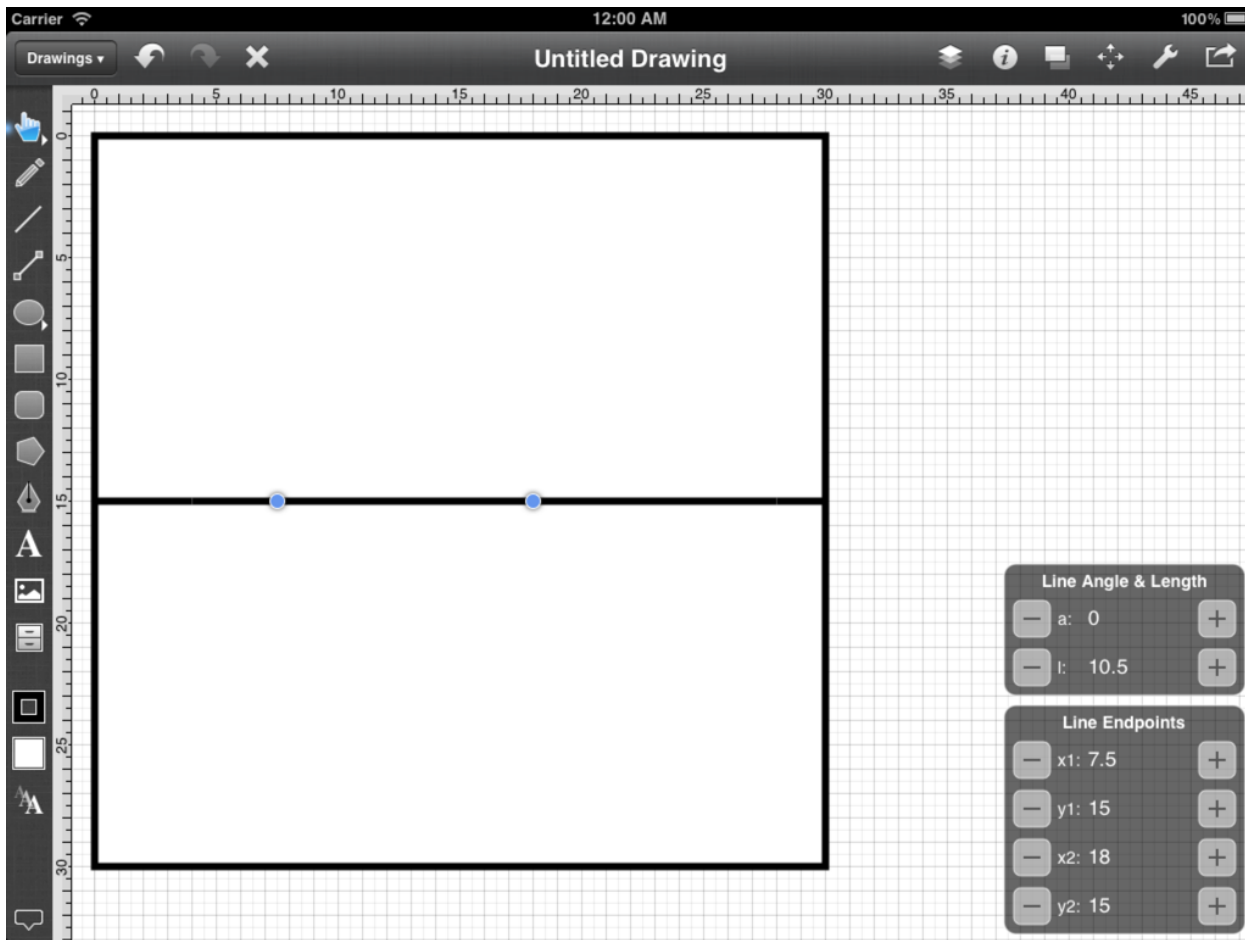 Carrier 12:00 AM 100%
Drawings ▾ Untitled Drawing
0 5 10 15 20 25 30 35 40 45
0
5
10
15
20
25
30
A
AAA
Line Angle & Length
a: 0
l: 10.5
Line Endpoints
x1: 7.5
y1: 15
x2: 18
y2: 15